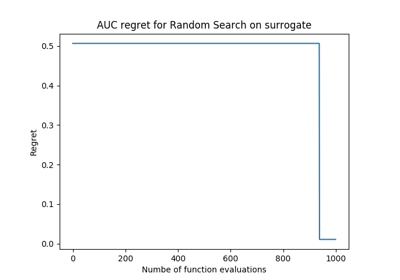 AUC regret for Random Search on surrogate
0.5
0.4
0.3
0.2
0.1
0.0
Regret
0 200 400 600 800 1000
Numbe of function evaluations